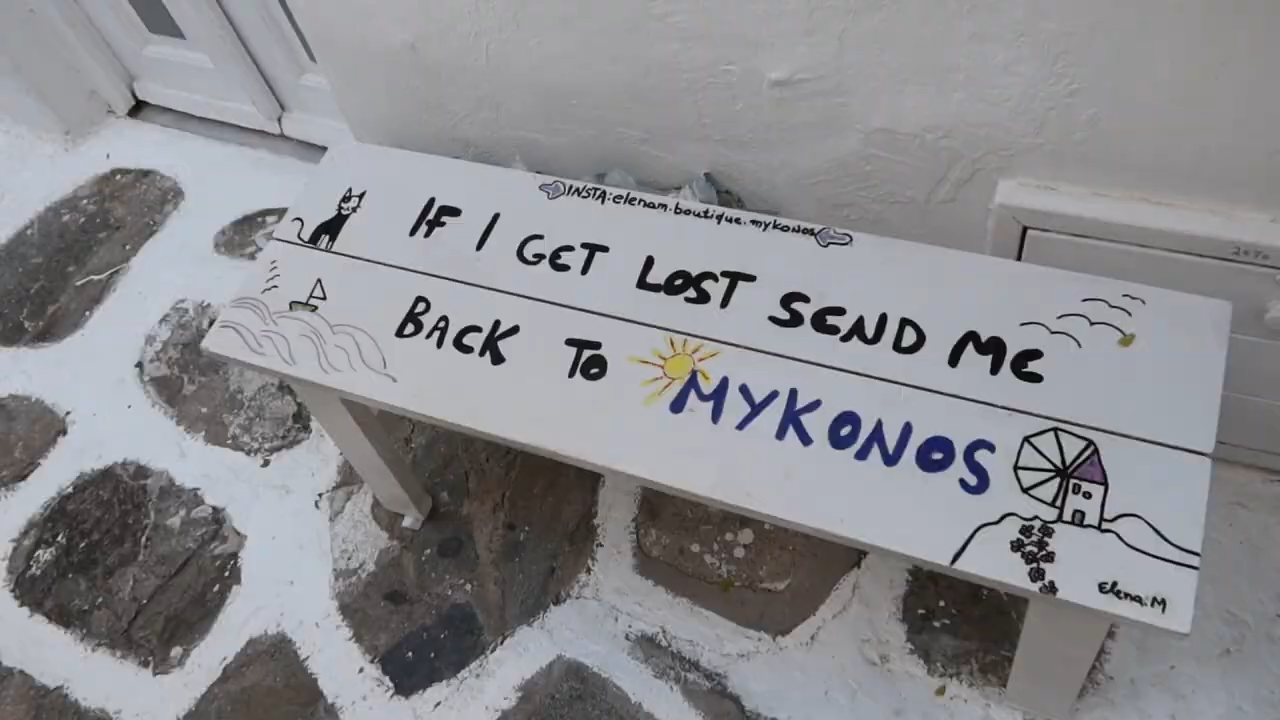 INSTA:elenam.boutique.mykonos
IF I GET LOST SEND ME
BACK TO MYKONOS
Elena.M